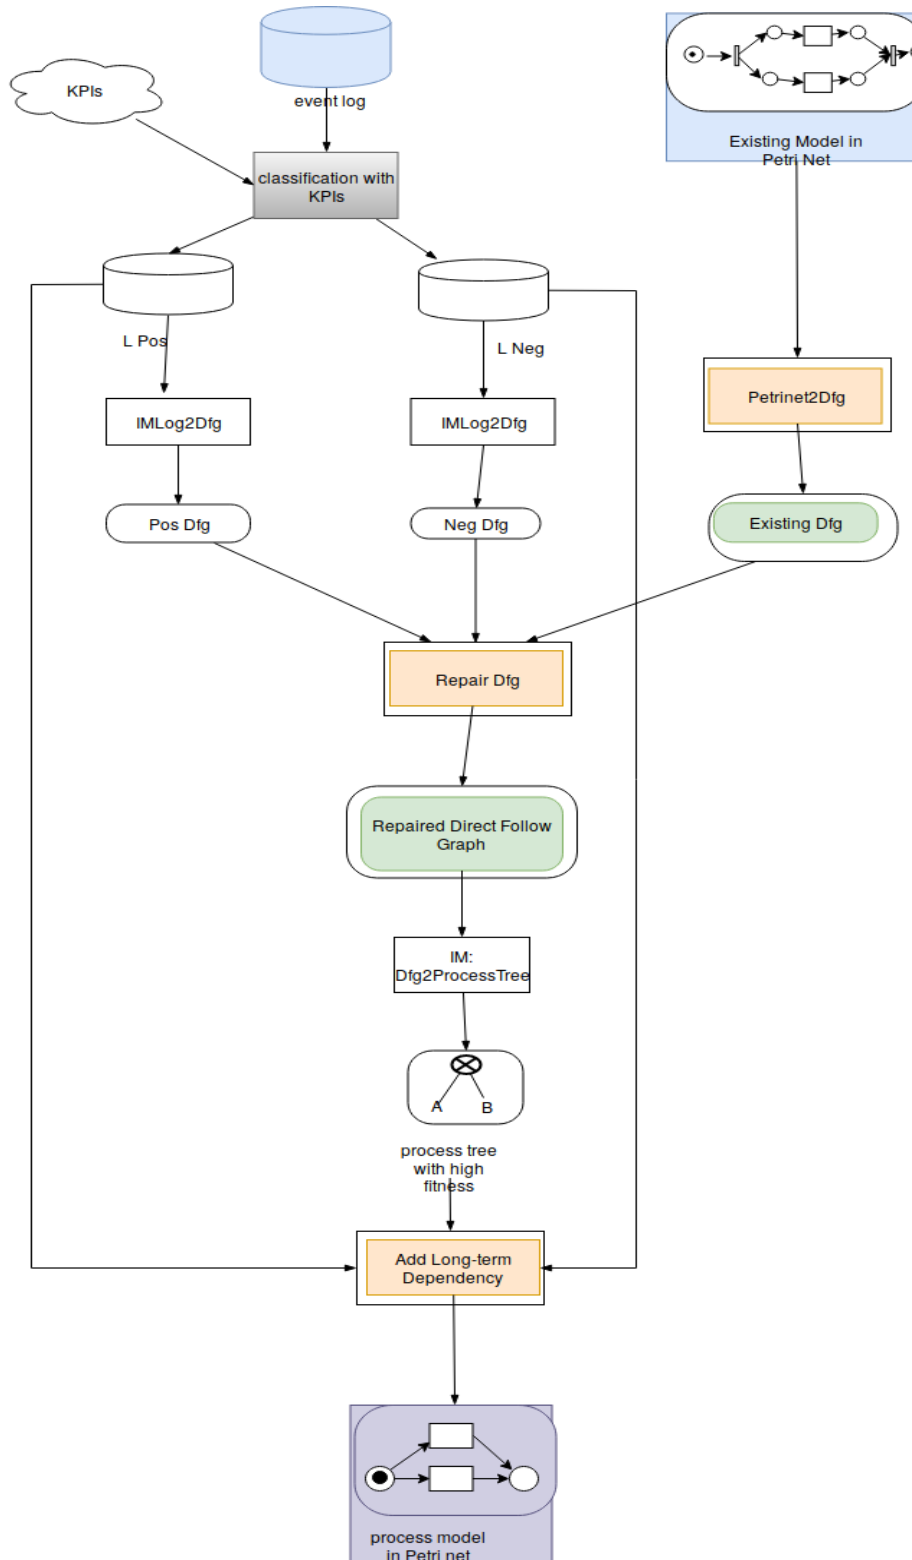 KPIs
event log
Existing Model in
Petri Net
classification with
KPIs
L Pos
L Neg
IMLog2Dfg
IMLog2Dfg
Petrinet2Dfg
Pos Dfg
Neg Dfg
Existing Dfg
Repair Dfg
Repaired Direct Follow
Graph
IM:
Dfg2ProcessTree
A
B
process tree
with high
fitness
Add Long-term
Dependency
process model
in Petri net